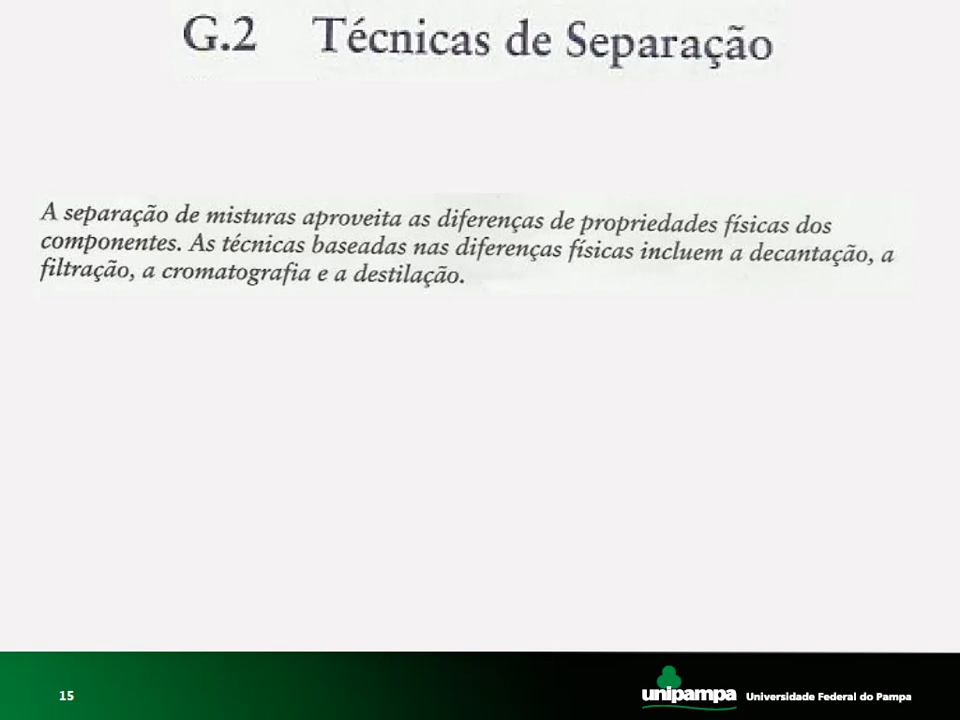 G.2 Técnicas de Separação
A separação de misturas aproveita as diferenças de propriedades físicas dos
componentes. As técnicas baseadas nas diferenças físicas incluem a decantação, a
filtração, a cromatografia e a destilação.
15
unipampa Universidade Federal do Pampa